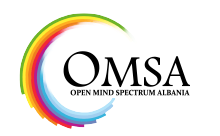 OMSA
OPEN MIND SPECTRUM ALBANIA